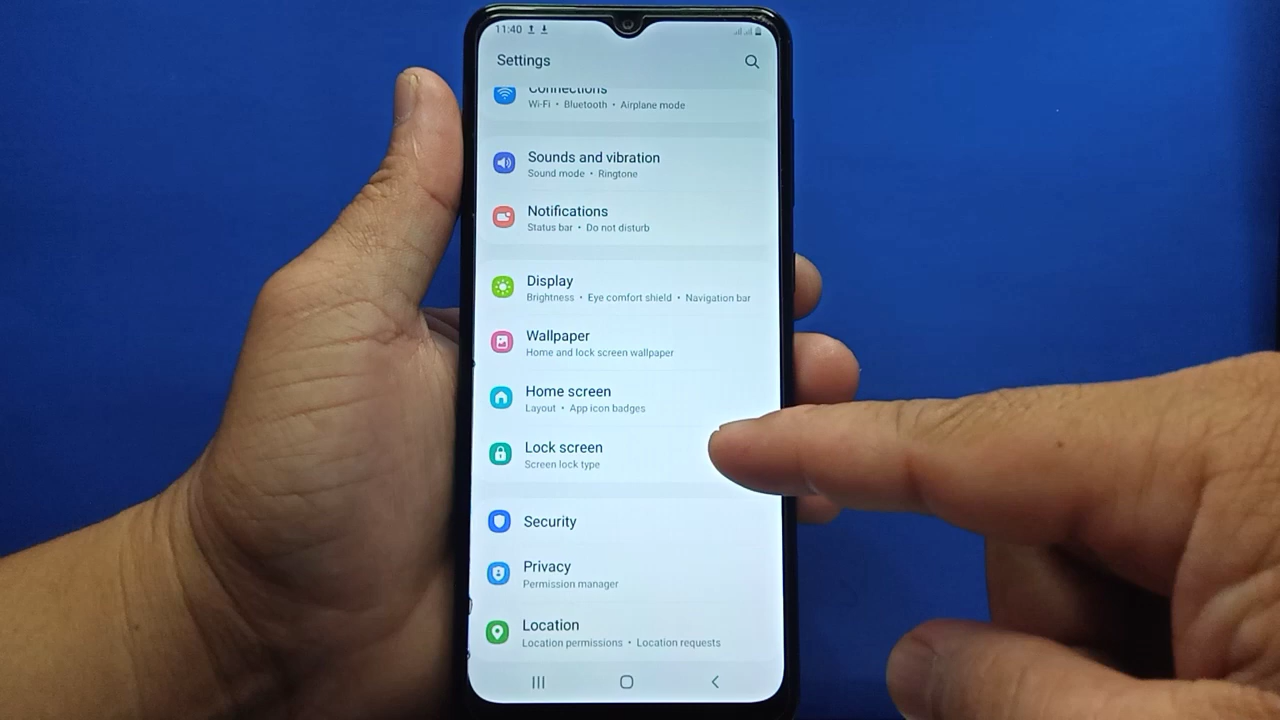 11:40
Settings
Connections
Wi-Fi • Bluetooth • Airplane mode
Sounds and vibration
Sound mode • Ringtone
Notifications
Status bar • Do not disturb
Display
Brightness • Eye comfort shield • Navigation bar
Wallpaper
Home and lock screen wallpaper
Home screen
Layout • App icon badges
Lock screen
Screen lock type
Security
Privacy
Permission manager
Location
Location permissions • Location requests